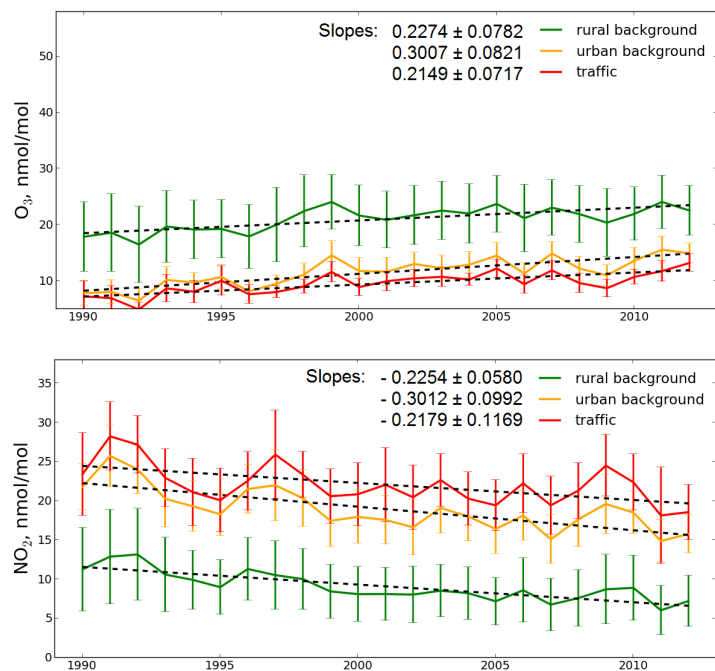 Slopes: 0.2274 ± 0.0782 rural background
0.3007 ± 0.0821 urban background
0.2149 ± 0.0717 traffic
O₃, nmol/mol
50
40
30
20
10
1990 1995 2000 2005 2010
Slopes: - 0.2254 ± 0.0580 rural background
- 0.3012 ± 0.0992 urban background
- 0.2179 ± 0.1169 traffic
NO₂, nmol/mol
35
30
25
20
15
10
5
0
1990 1995 2000 2005 2010